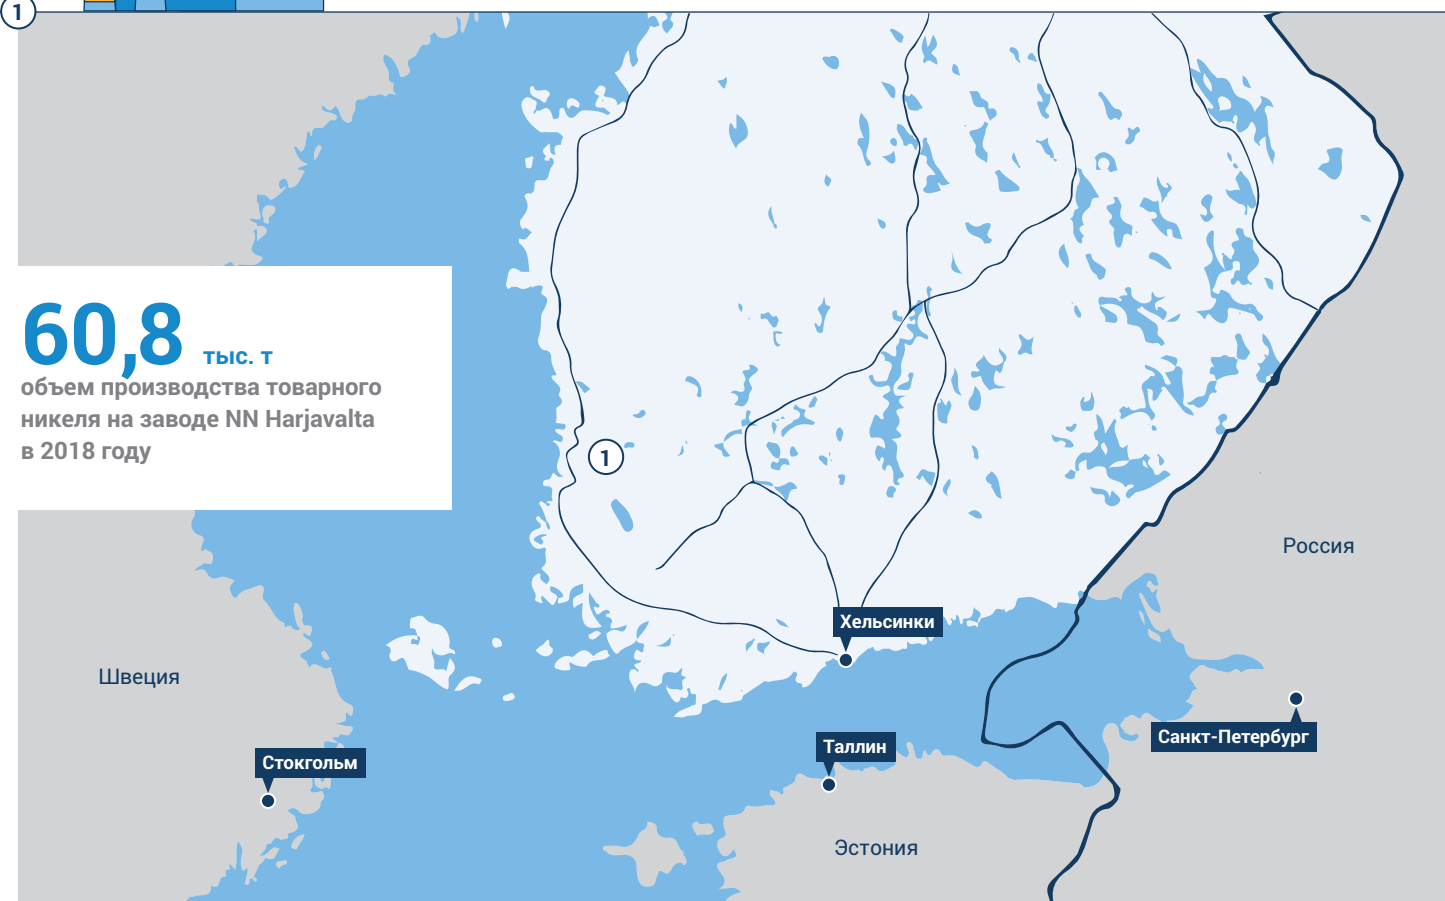 1
60,8 тыс. т
объем производства товарного
никеля на заводе NN Harjavalta
в 2018 году
1
Россия
Хельсинки
Швеция
Санкт-Петербург
Таллин
Стокгольм
Эстония